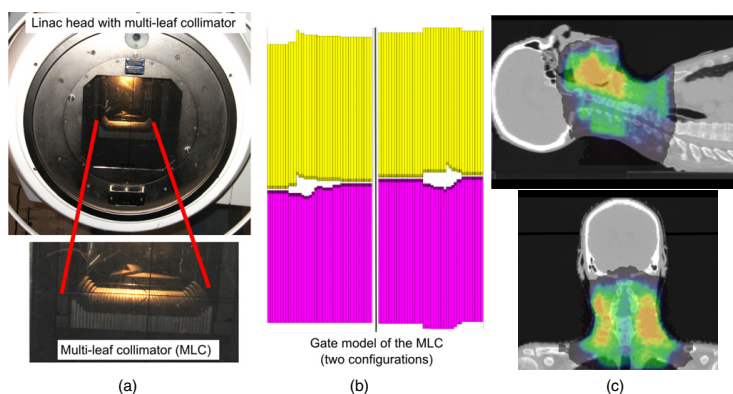 Linac head with multi-leaf collimator
Multi-leaf collimator (MLC)
Gate model of the MLC
(two configurations)
(a)
(b)
(c)